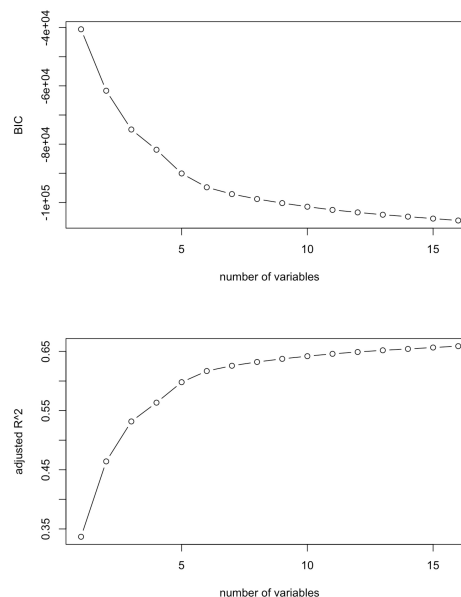 -4e+04
-6e+04
-8e+04
-1e+05
BIC
5 10 15
number of variables
0.65
0.55
0.45
0.35
adjusted R^2
5 10 15
number of variables